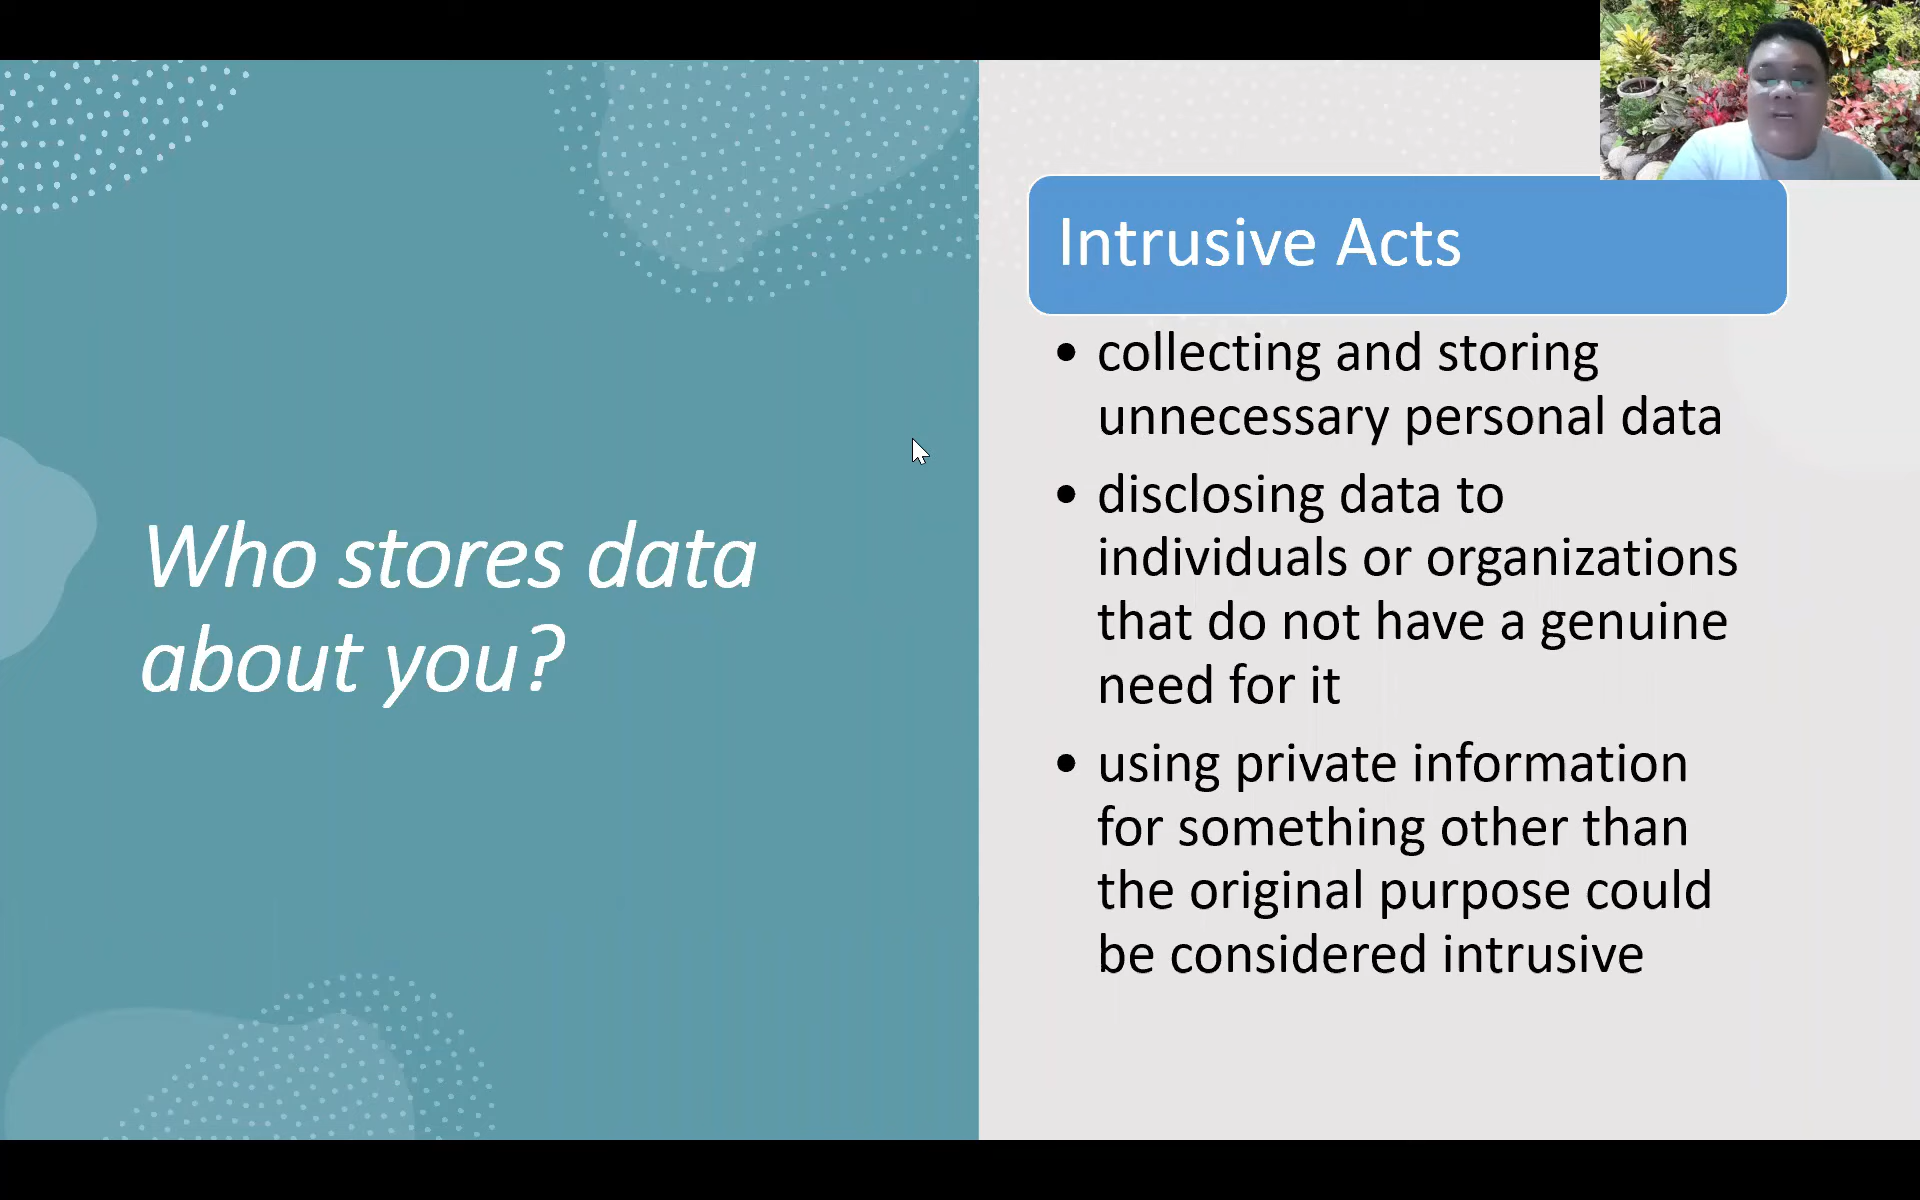 Who stores data
about you?
Intrusive Acts
• collecting and storing
unnecessary personal data
• disclosing data to
individuals or organizations
that do not have a genuine
need for it
• using private information
for something other than
the original purpose could
be considered intrusive